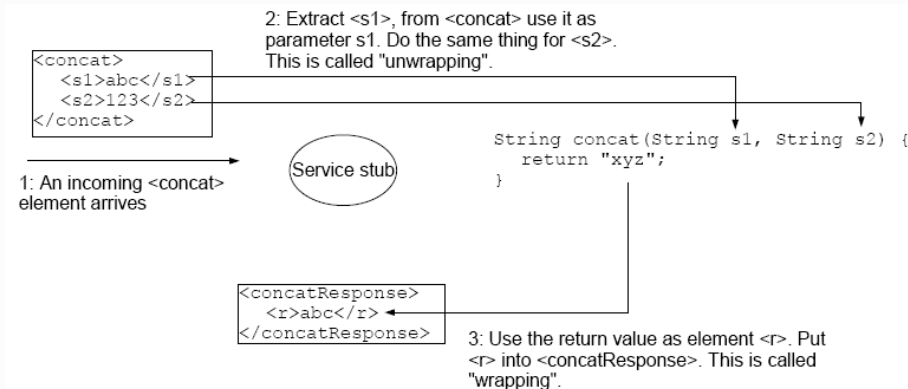 2: Extract <s1>, from <concat> use it as
parameter s1. Do the same thing for <s2>.
This is called "unwrapping".
<concat>
<s1>abc</s1>
<s2>123</s2>
</concat>
String concat(String s1, String s2) {
return "xyz";
}
Service stub
1: An incoming <concat>
element arrives
<concatResponse>
<r>abc</r>
</concatResponse>
3: Use the return value as element <r>. Put
<r> into <concatResponse>. This is called
"wrapping".